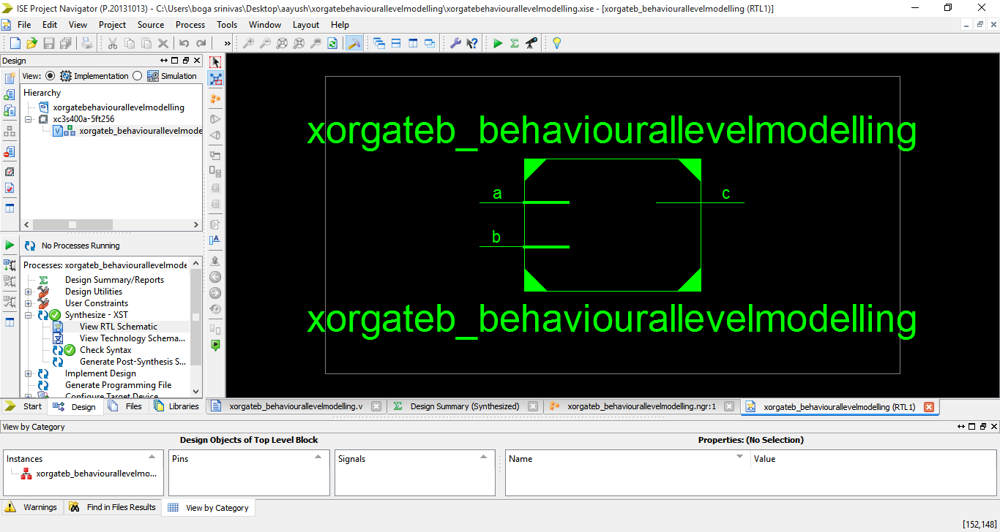 ISE Project Navigator (P.20131013) - C:\Users\boga srinivas\Desktop\aayush\xorgatebehaviourallevelmodelling\xorgatebehaviourallevelmodelling.xise - [xorgateb_behaviourallevelmodelling (RTL1)]
File Edit View Project Source Process Tools Window Layout Help
»
Design
View: Implementation Simulation
Hierarchy
xorgatebehaviourallevelmodelling
xc3s400a-5ft256
xorgateb_behaviourallevelmode
No Processes Running
Processes: xorgateb_behaviourallevelmode
Design Summary/Reports
Design Utilities
User Constraints
Synthesize - XST
View RTL Schematic
View Technology Schema...
Check Syntax
Generate Post-Synthesis S...
Implement Design
Generate Programming File
Configure Target Device
Start Design Files Libraries
xorgateb_behaviourallevelmodelling
a
c
b
xorgateb_behaviourallevelmodelling
xorgateb_behaviourallevelmodelling.v Design Summary (Synthesized) xorgateb_behaviourallevelmodelling.ngr:1 xorgateb_behaviourallevelmodelling (RTL1)
View by Category
Design Objects of Top Level Block Properties: (No Selection)
Instances Pins Signals Name Value
xorgateb_behaviourallevelmo...
Warnings Find in Files Results View by Category
[152,148]